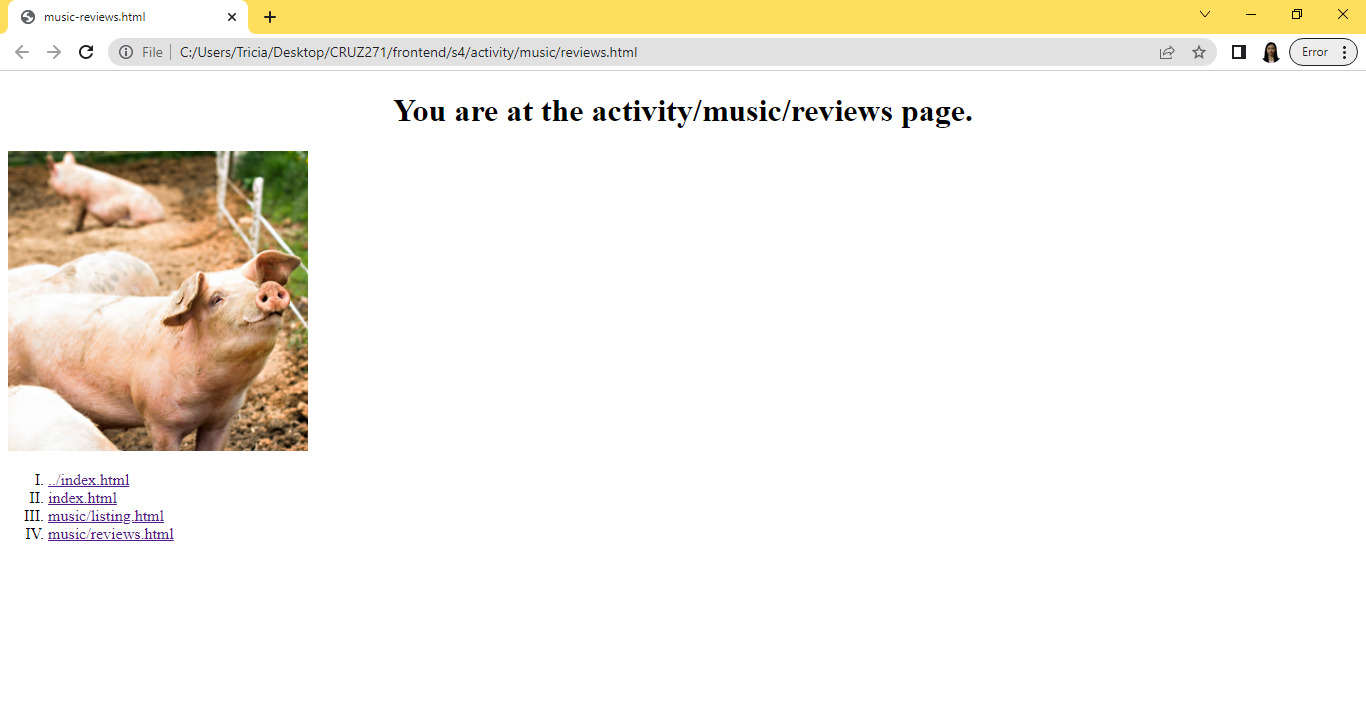 music-reviews.html
File | C:/Users/Tricia/Desktop/CRUZ271/frontend/s4/activity/music/reviews.html
Error
You are at the activity/music/reviews page.
I. ../index.html
II. index.html
III. music/listing.html
IV. music/reviews.html